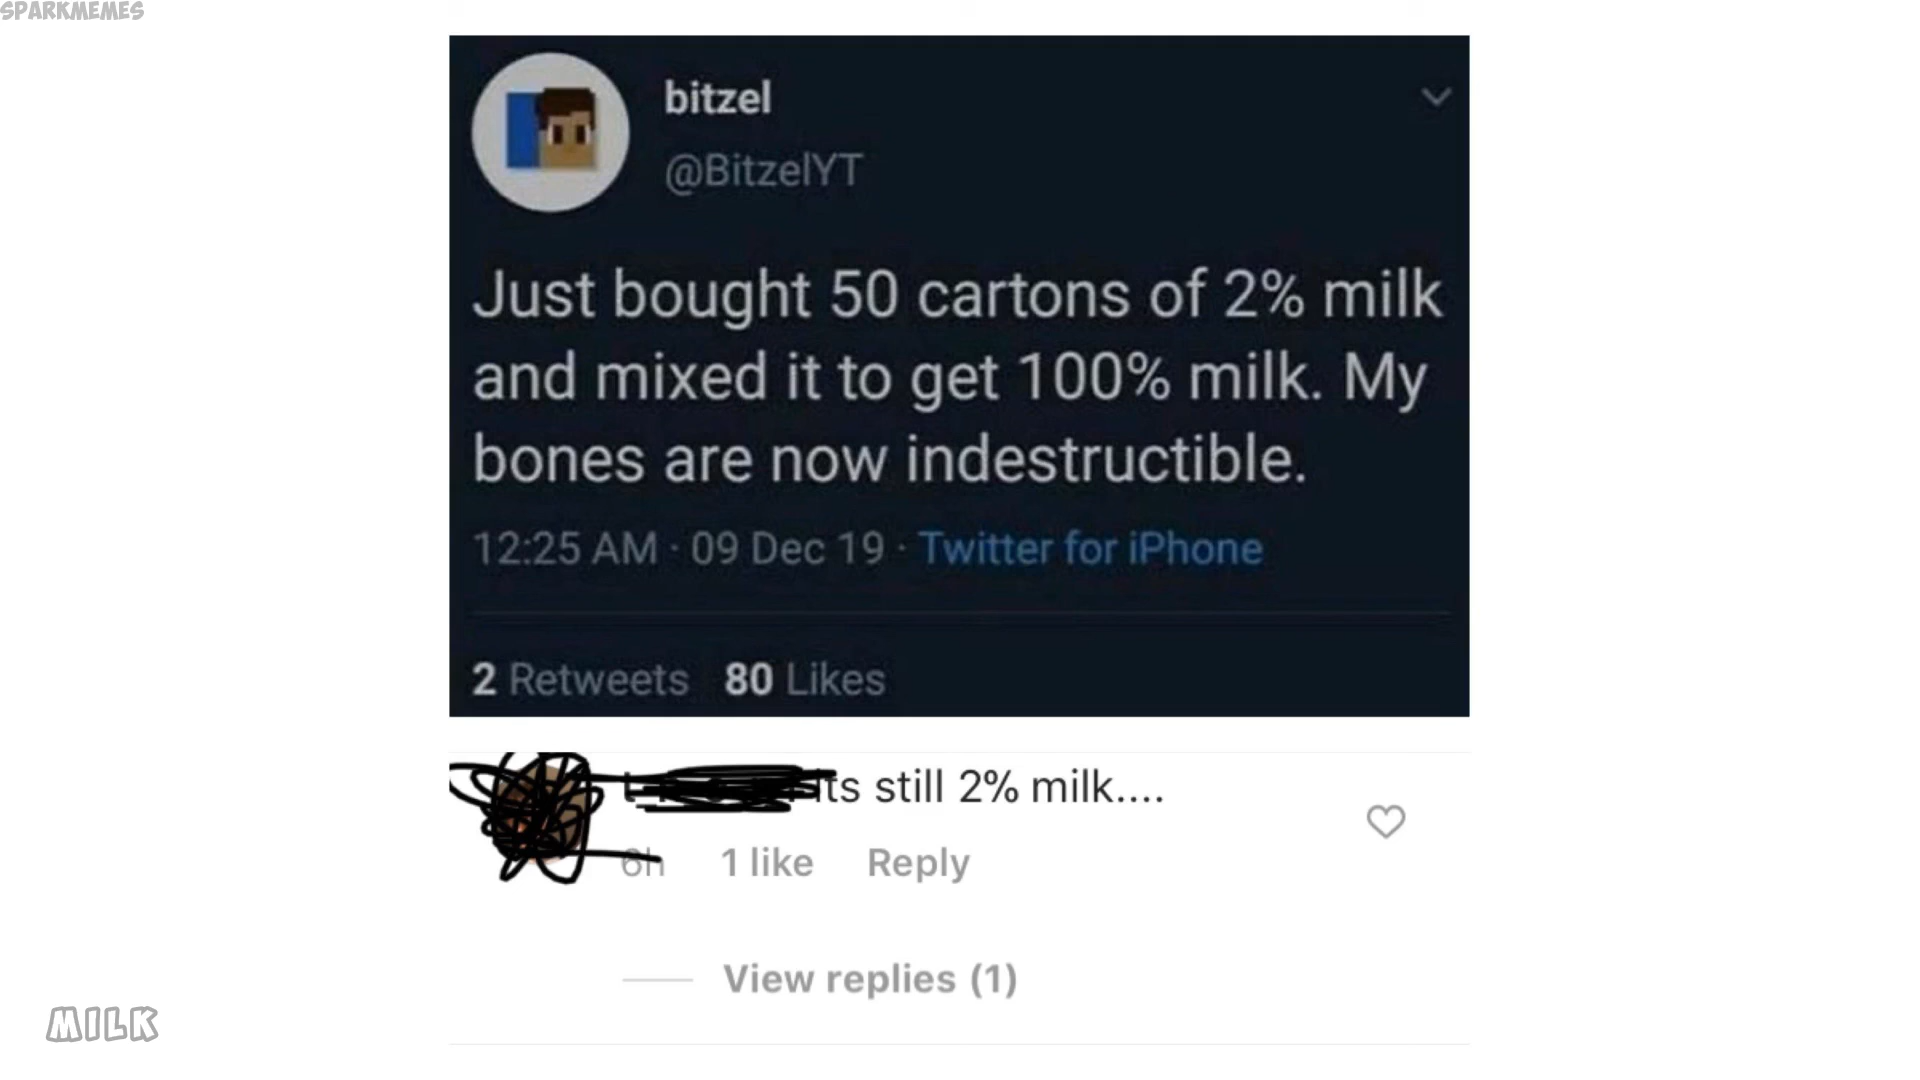 SPARKMEMES
bitzel
@BitzelYT
Just bought 50 cartons of 2% milk
and mixed it to get 100% milk. My
bones are now indestructible.
12:25 AM · 09 Dec 19 · Twitter for iPhone
2 Retweets 80 Likes
Its still 2% milk....
6h 1 like Reply
View replies (1)
MILK